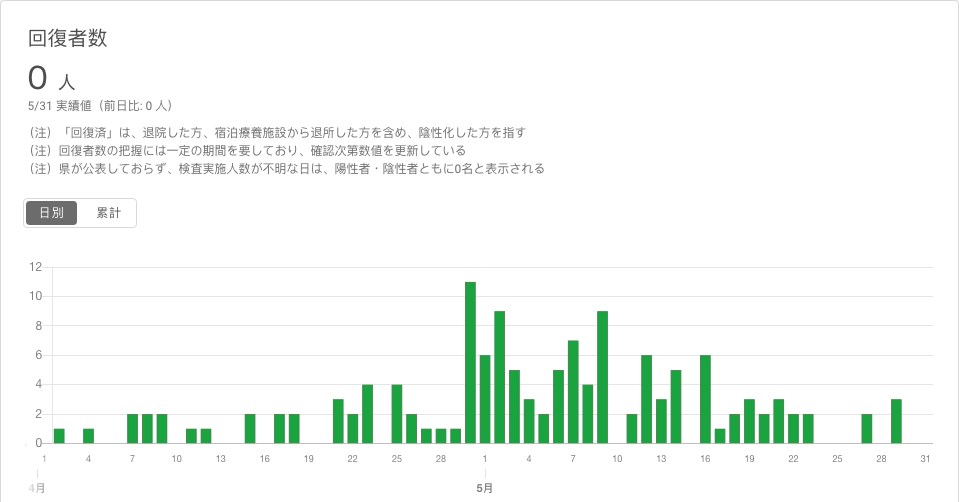 回復者数
0 人
5/31 実績値（前日比: 0 人）
（注）「回復済」は、退院した方、宿泊療養施設から退所した方を含め、陰性化した方を指す
（注）回復者数の把握には一定の期間を要しており、確認次第数値を更新している
（注）県が公表しておらず、検査実施人数が不明な日は、陽性者・陰性者ともに0名と表示される
日別 累計
12
10
8
6
4
2
0
1 4 7 10 13 16 19 22 25 28 1 4 7 10 13 16 19 22 25 28 31
4月 5月